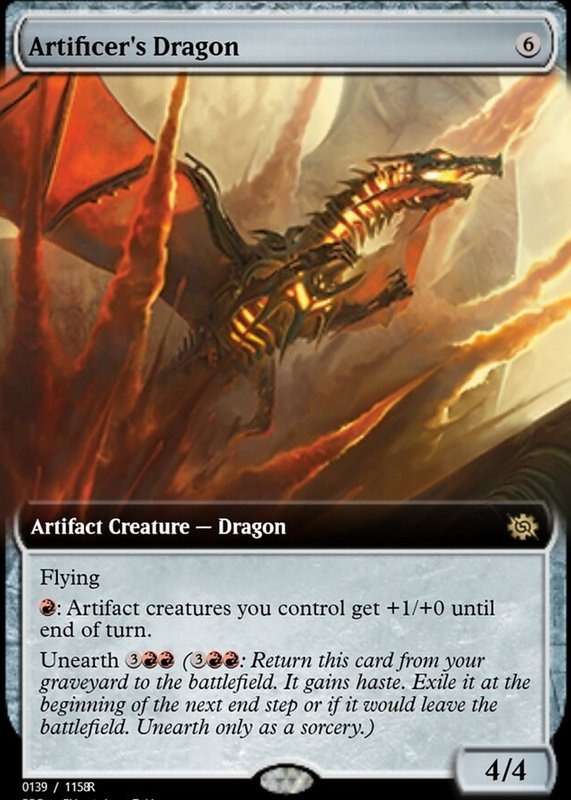 Artificer's Dragon 6
Artifact Creature — Dragon
Flying
: Artifact creatures you control get +1/+0 until
end of turn.
Unearth 3 (3: Return this card from your
graveyard to the battlefield. It gains haste. Exile it at the
beginning of the next end step or if it would leave the
battlefield. Unearth only as a sorcery.)
4/4
0139 / 1158R